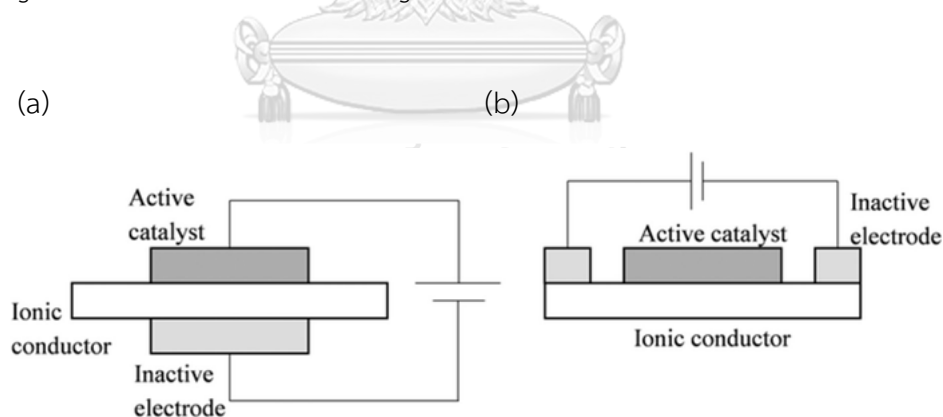 (a)
(b)
Active
catalyst
Ionic
conductor
Inactive
electrode
Active catalyst
Inactive
electrode
Ionic conductor